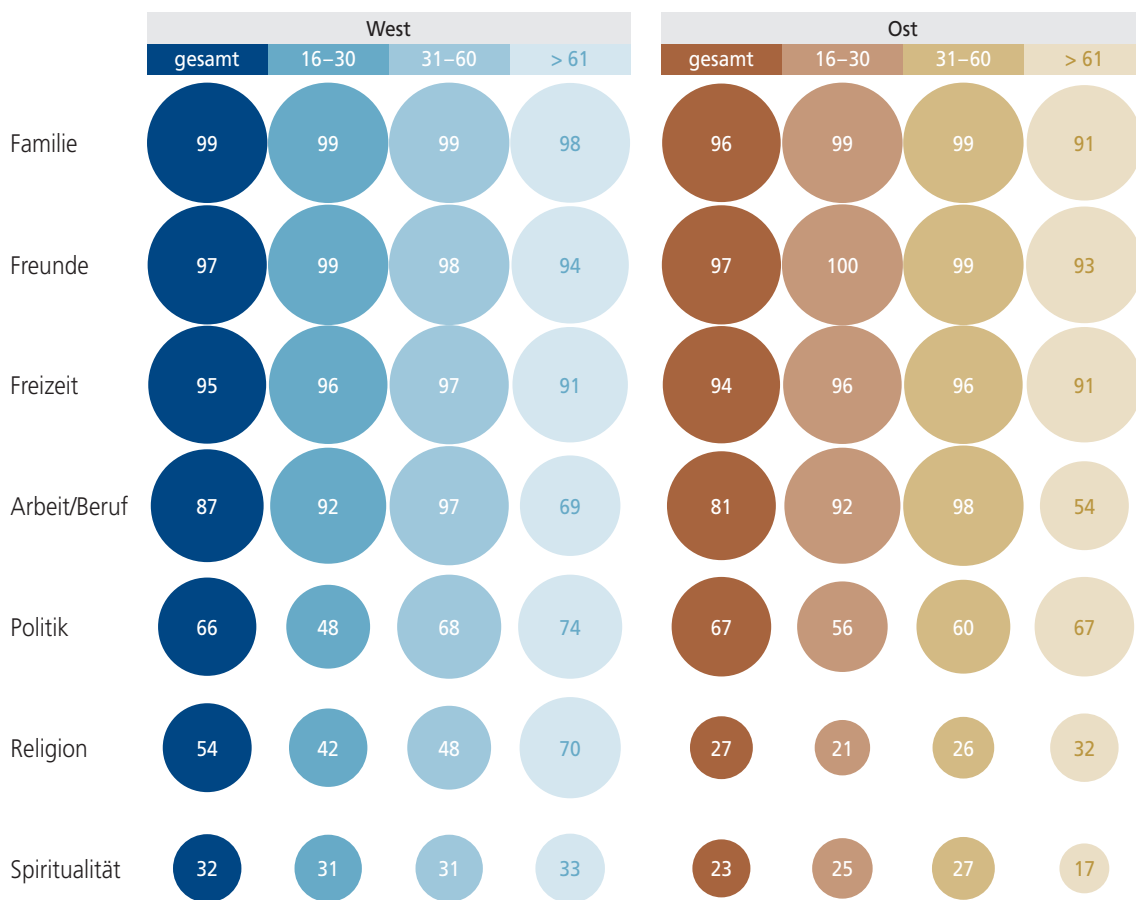 West Ost
gesamt 16–30 31–60 > 61 gesamt 16–30 31–60 > 61
Familie 99 99 99 98 96 99 99 91
Freunde 97 99 98 94 97 100 99 93
Freizeit 95 96 97 91 94 96 96 91
Arbeit/Beruf 87 92 97 69 81 92 98 54
Politik 66 48 68 74 67 56 60 67
Religion 54 42 48 70 27 21 26 32
Spiritualität 32 31 31 33 23 25 27 17